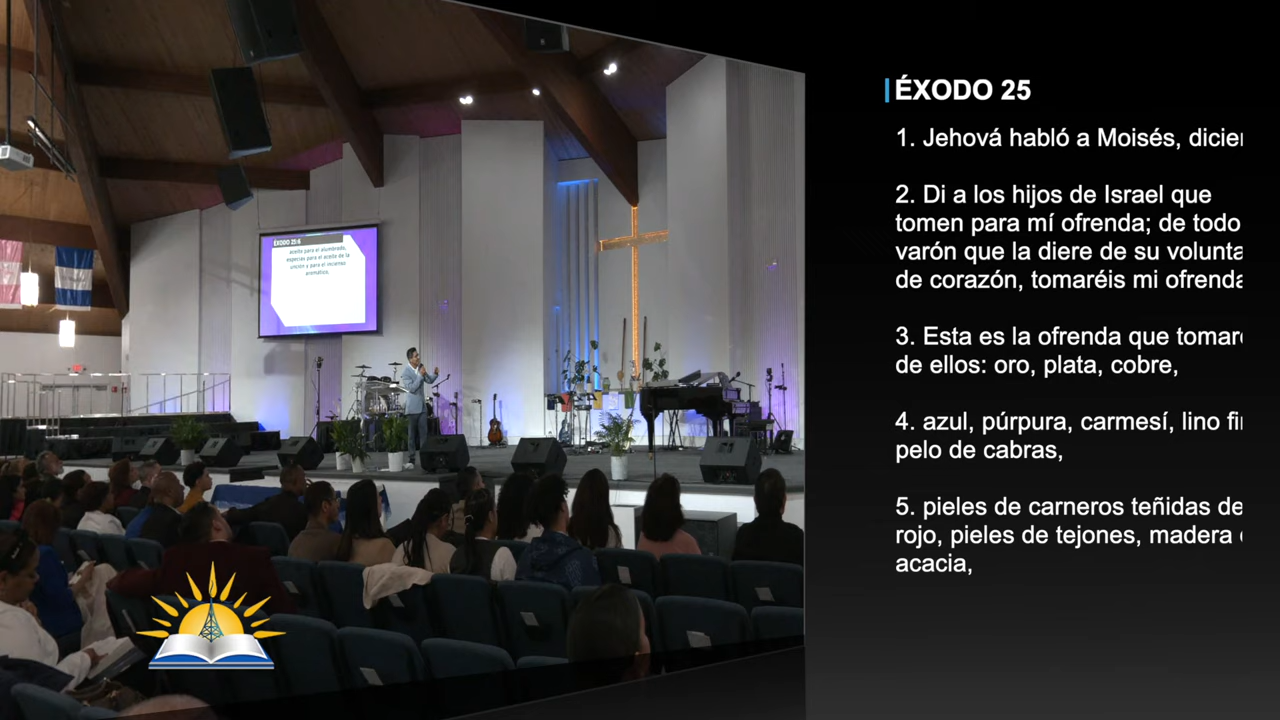 ÉXODO 25:6
aceite para el alumbrado,
especias para el aceite de la
unción y para el incienso
aromático,
ÉXODO 25
1. Jehová habló a Moisés, dicie
2. Di a los hijos de Israel que
tomen para mí ofrenda; de todo
varón que la diere de su volunta
de corazón, tomaréis mi ofrenda
3. Esta es la ofrenda que tomar
de ellos: oro, plata, cobre,
4. azul, púrpura, carmesí, lino fi
pelo de cabras,
5. pieles de carneros teñidas de
rojo, pieles de tejones, madera
acacia,